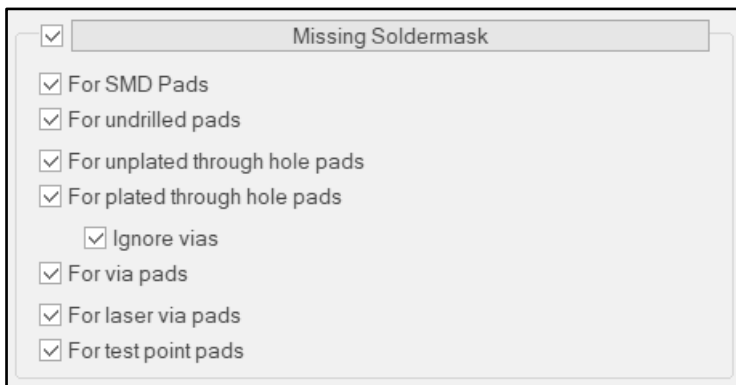 Missing Soldermask
For SMD Pads
For undrilled pads
For unplated through hole pads
For plated through hole pads
Ignore vias
For via pads
For laser via pads
For test point pads